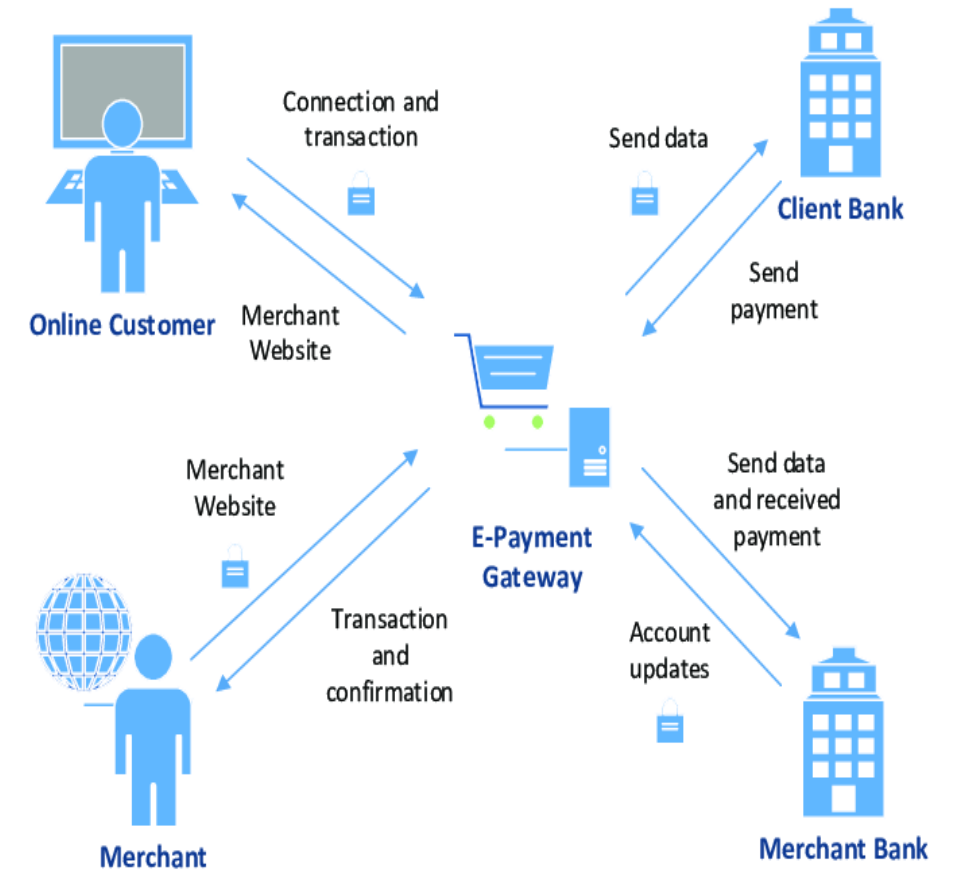 Connection and
transaction
Send data
Client Bank
Send
payment
Online Customer
Merchant
Website
Merchant
Website
Send data
and received
payment
E-Payment
Gateway
Transaction
and
confirmation
Account
updates
Merchant
Merchant Bank